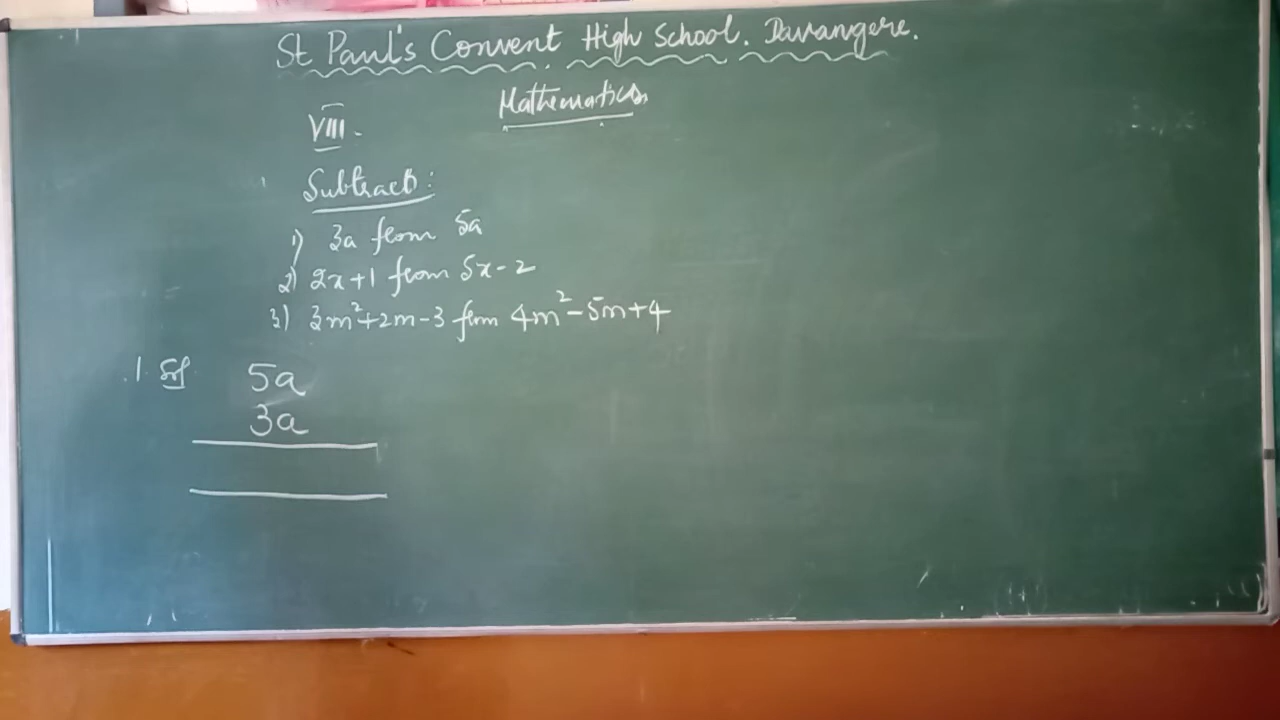 St Paul's Convent High School. Davangere.
Mathematics
VIII.
Subtract:
1) 3a from 5a
2) 2x+1 from 5x-2
3) 3m²+2m-3 from 4m²-5m+4
1.
5a
3a